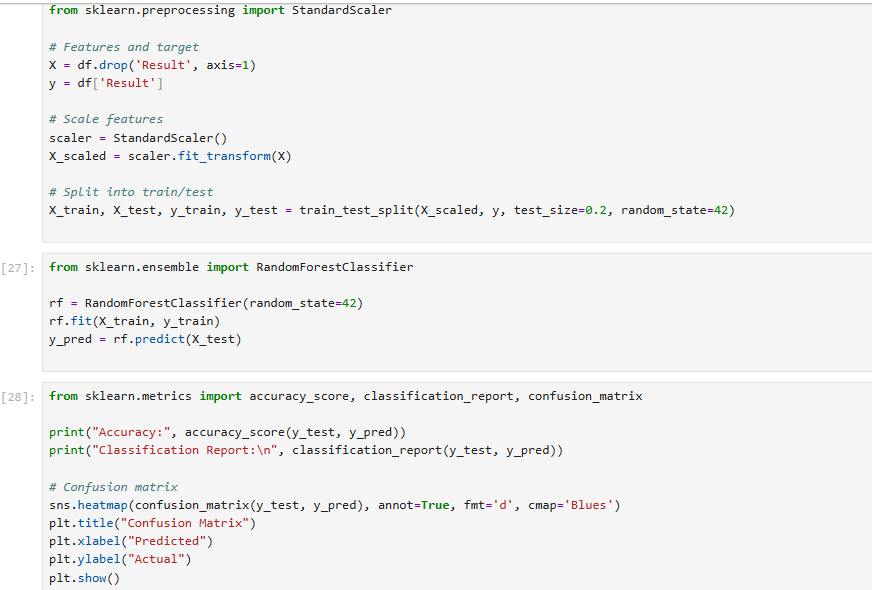 from sklearn.preprocessing import StandardScaler
# Features and target
X = df.drop('Result', axis=1)
y = df['Result']
# Scale features
scaler = StandardScaler()
X_scaled = scaler.fit_transform(X)
# Split into train/test
X_train, X_test, y_train, y_test = train_test_split(X_scaled, y, test_size=0.2, random_state=42)
[27]: from sklearn.ensemble import RandomForestClassifier
rf = RandomForestClassifier(random_state=42)
rf.fit(X_train, y_train)
y_pred = rf.predict(X_test)
[28]: from sklearn.metrics import accuracy_score, classification_report, confusion_matrix
print("Accuracy:", accuracy_score(y_test, y_pred))
print("Classification Report:\n", classification_report(y_test, y_pred))
# Confusion matrix
sns.heatmap(confusion_matrix(y_test, y_pred), annot=True, fmt='d', cmap='Blues')
plt.title("Confusion Matrix")
plt.xlabel("Predicted")
plt.ylabel("Actual")
plt.show()